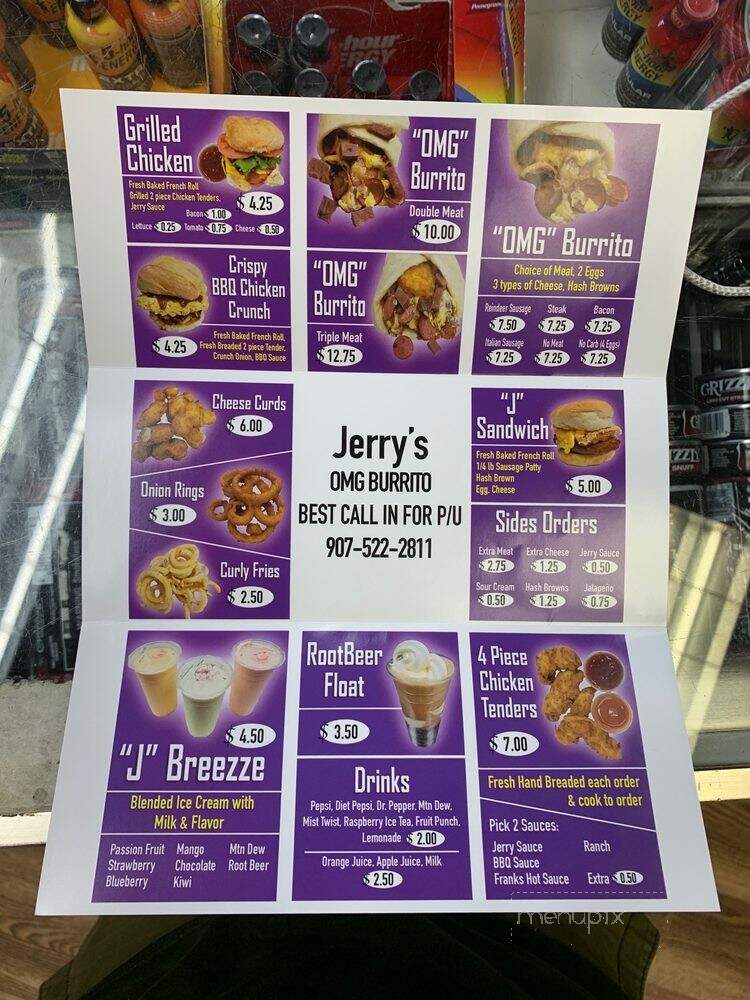 Pomegran
5-hour
ENERGY
-hour
ENERGY
Grilled
Chicken
Fresh Baked French Roll
Grilled 2 piece Chicken Tenders,
Jerry Sauce
$ 4.25
Bacon $ 1.00
Lettuce $ 0.25 Tomato $ 0.75 Cheese $ 0.50
Crispy
BBQ Chicken
Crunch
$ 4.25
Fresh Baked French Roll,
Fresh Breaded 2 piece Tender,
Crunch Onion, BBQ Sauce
"OMG"
Burrito
Double Meat
$ 10.00
"OMG"
Burrito
Triple Meat
$ 12.75
"OMG" Burrito
Choice of Meat, 2 Eggs
3 types of Cheese, Hash Browns
Reindeer Sausage Steak Bacon
$ 7.50 $ 7.25 $ 7.25
Italian Sausage No Meat No Carb (4 Eggs)
$ 7.25 $ 7.25 $ 7.25
Cheese Curds
$ 6.00
Onion Rings
$ 3.00
Curly Fries
$ 2.50
Jerry's
OMG BURRITO
BEST CALL IN FOR P/U
907-522-2811
"J"
Sandwich
Fresh Baked French Roll
1/4 lb Sausage Patty
Hash Brown
Egg, Cheese
$ 5.00
Sides Orders
Extra Meat Extra Cheese Jerry Sauce
$ 2.75 $ 1.25 $ 0.50
Sour Cream Hash Browns Jalapeño
$ 0.50 $ 1.25 $ 0.75
$ 4.50
"J" Breezze
Blended Ice Cream with
Milk & Flavor
Passion Fruit Mango Mtn Dew
Strawberry Chocolate Root Beer
Blueberry Kiwi
RootBeer
Float
$ 3.50
Drinks
Pepsi, Diet Pepsi, Dr. Pepper, Mtn Dew,
Mist Twist, Raspberry Ice Tea, Fruit Punch,
Lemonade $ 2.00
Orange Juice, Apple Juice, Milk
$ 2.50
4 Piece
Chicken
Tenders
$ 7.00
Fresh Hand Breaded each order
& cook to order
Pick 2 Sauces:
Jerry Sauce Ranch
BBQ Sauce
Franks Hot Sauce Extra $ 0.50
menupix